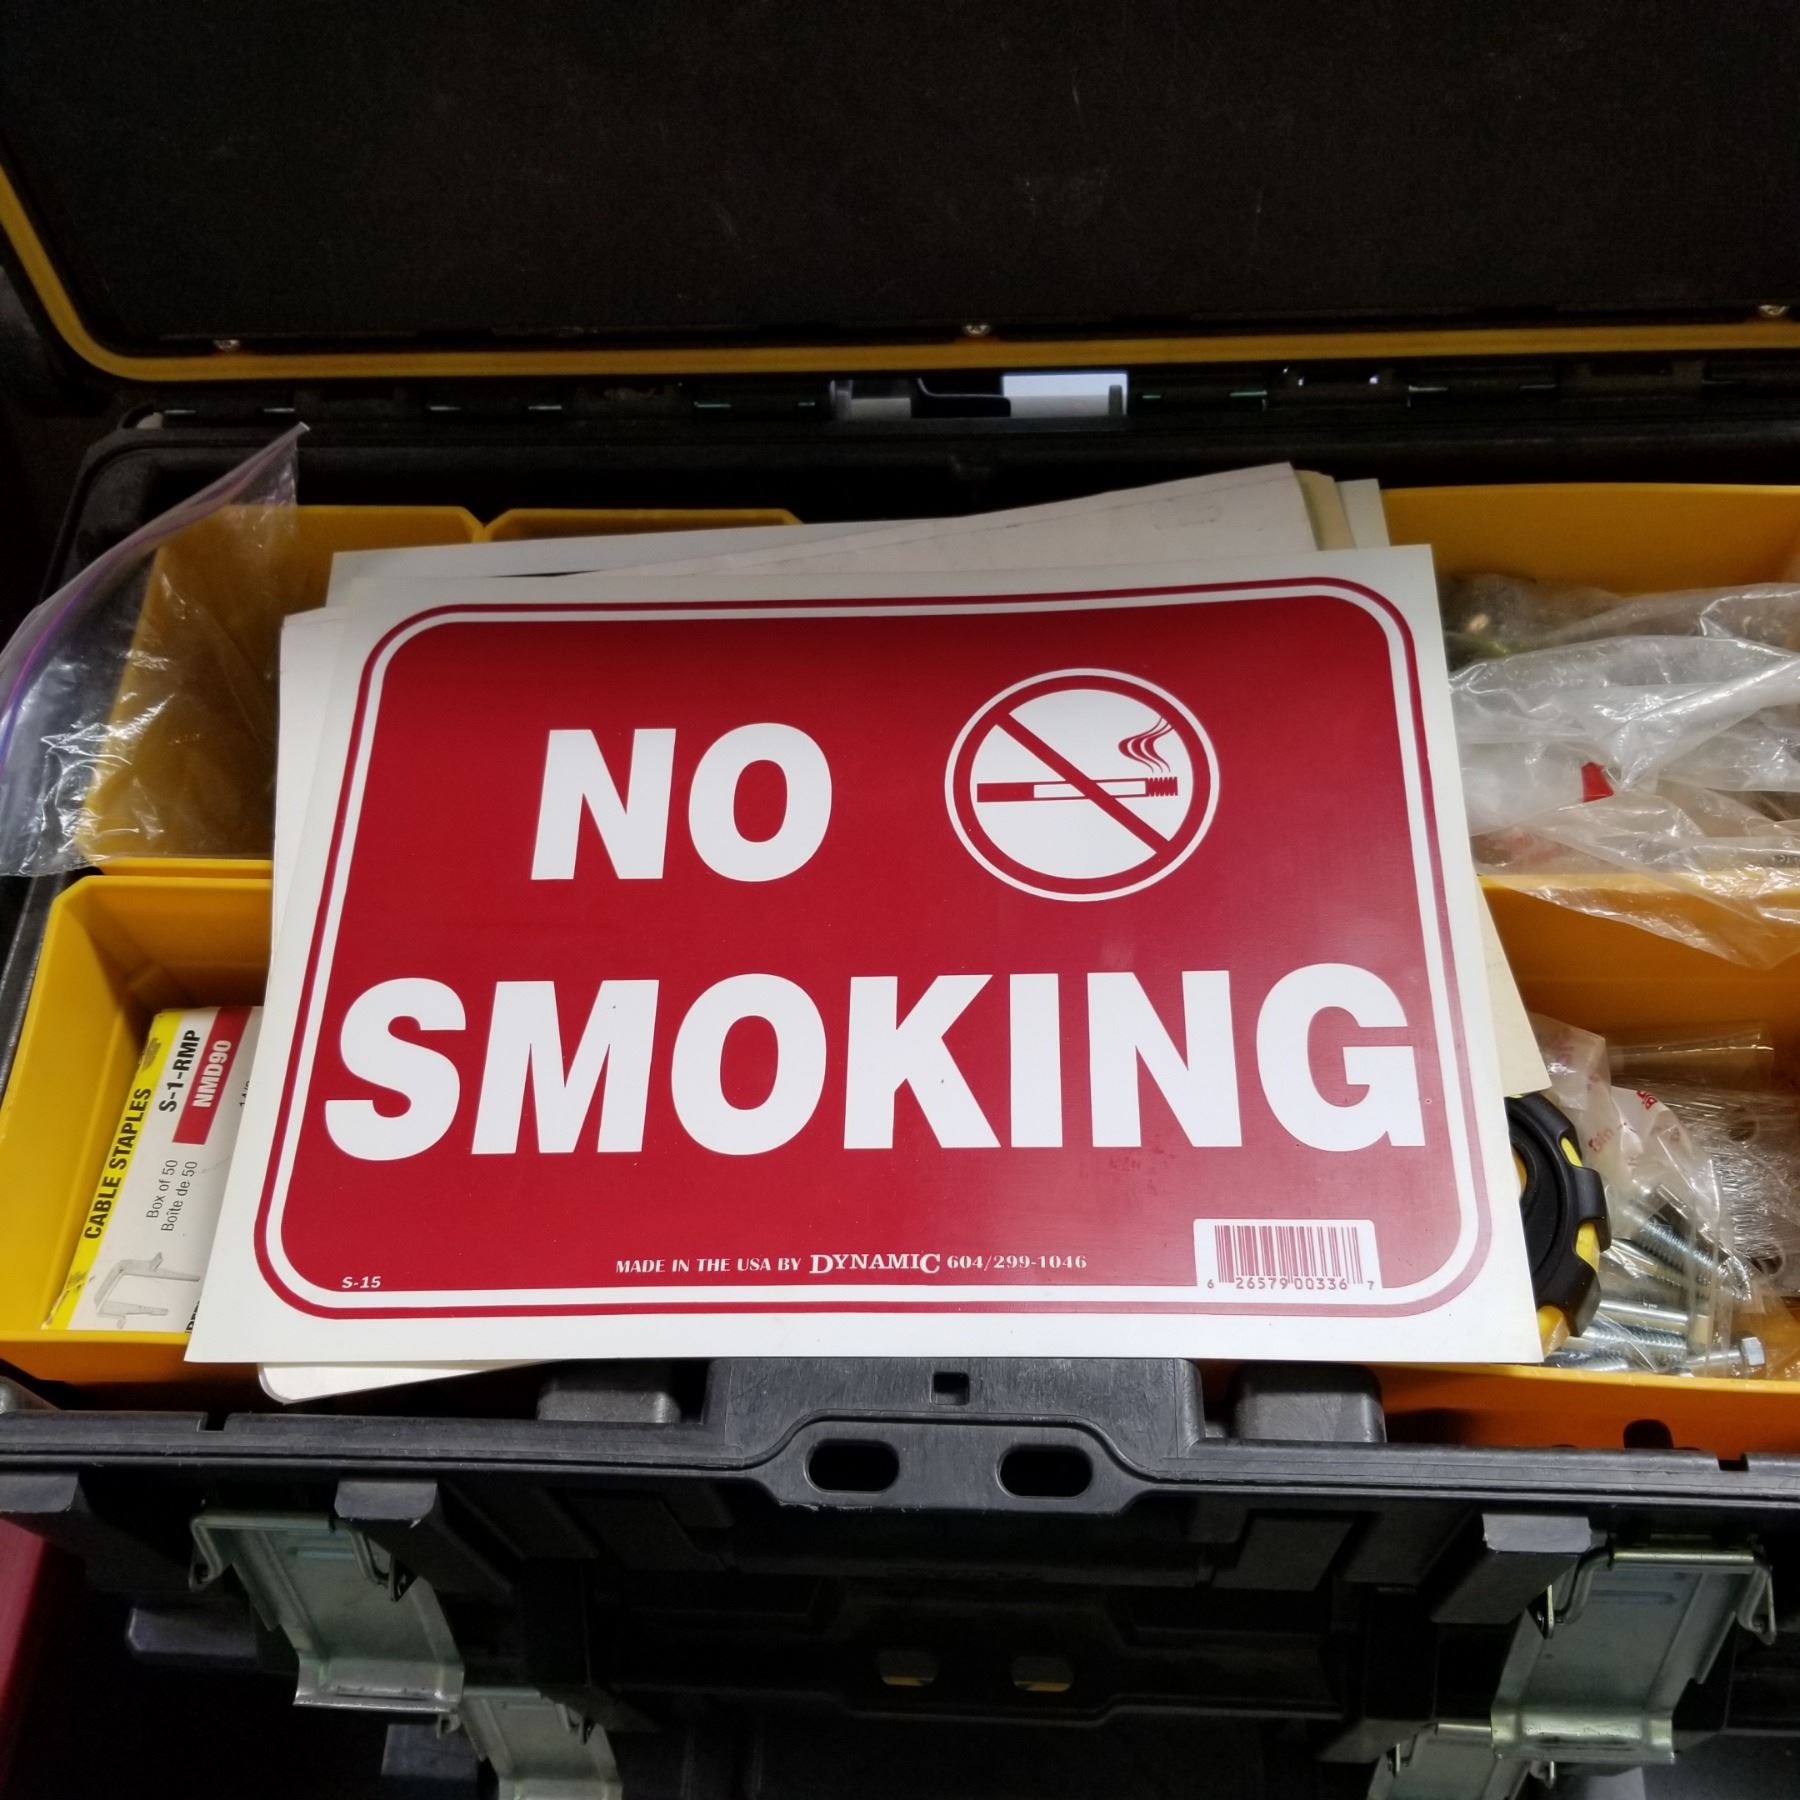 NO
SMOKING
MADE IN THE USA BY DYNAMIC 604/299-1046
S-15
6 26579 00336 7
CABLE STAPLES
S-1-RMP
NMD90
Box of 50
Boîte de 50